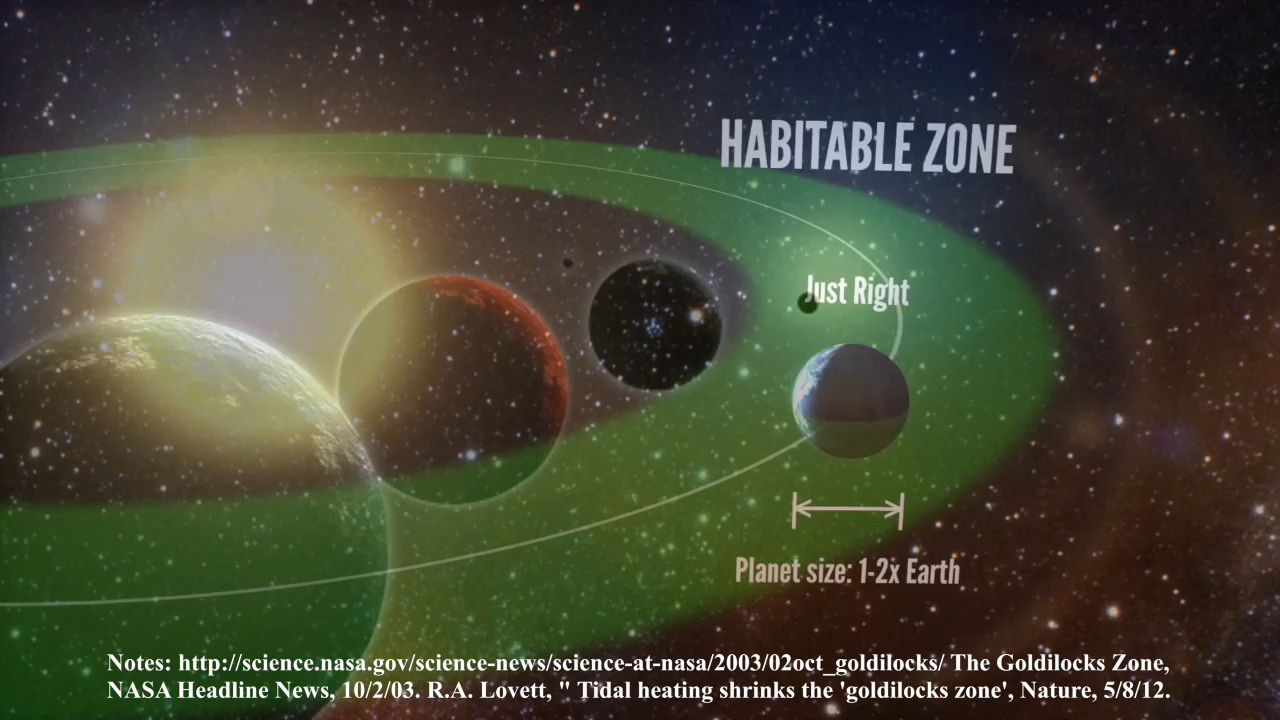 HABITABLE ZONE
Just Right
Planet size: 1-2x Earth
Notes: http://science.nasa.gov/science-news/science-at-nasa/2003/02oct_goldilocks/ The Goldilocks Zone,
NASA Headline News, 10/2/03. R.A. Lovett, " Tidal heating shrinks the 'goldilocks zone', Nature, 5/8/12.